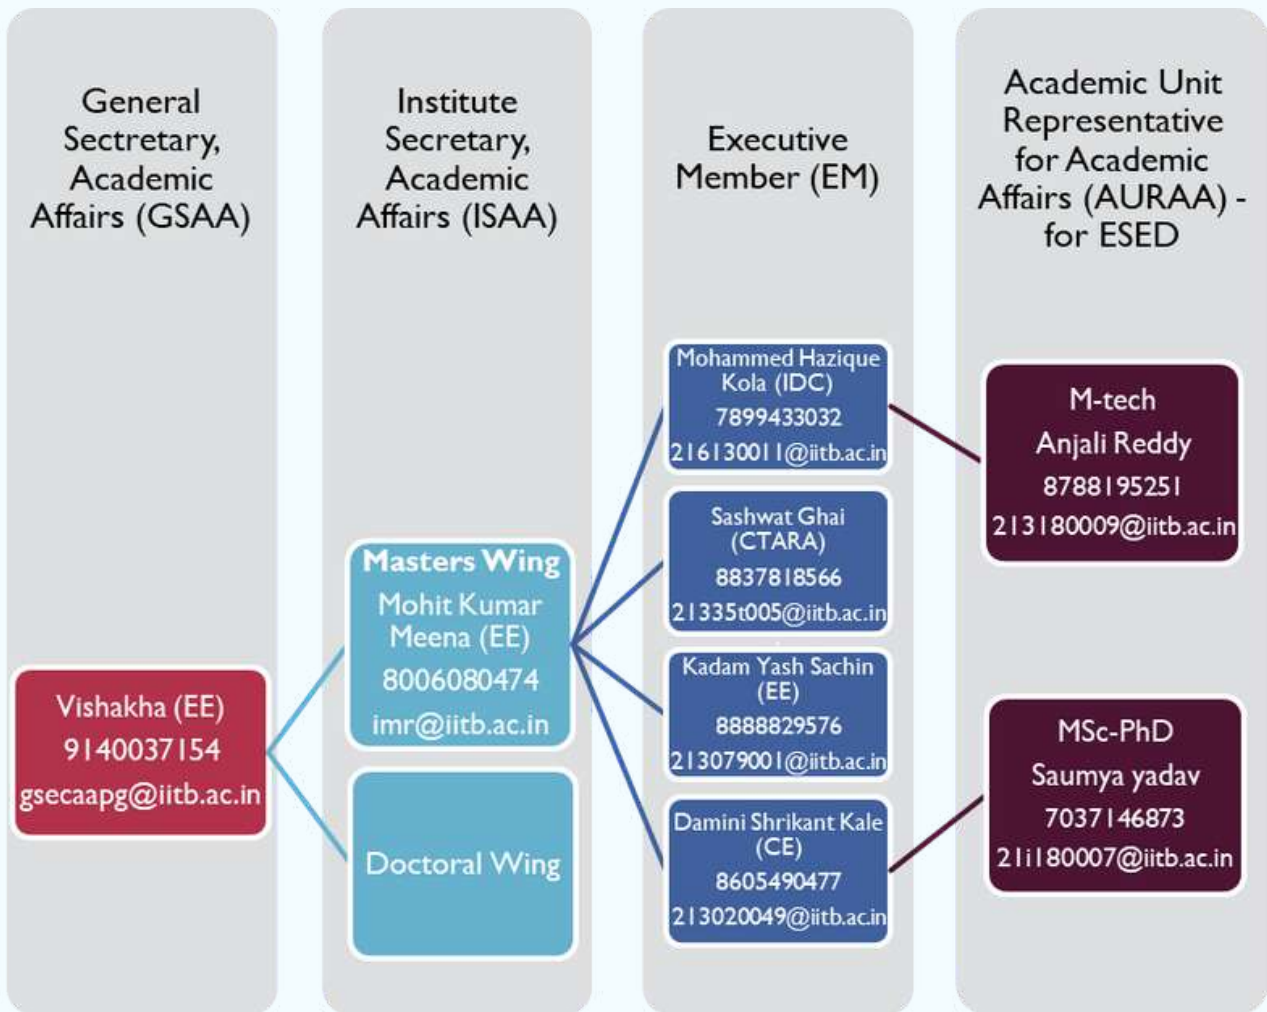 General
Sectretary,
Academic
Affairs (GSAA)
Institute
Secretary,
Academic
Affairs (ISAA)
Executive
Member (EM)
Academic Unit
Representative
for Academic
Affairs (AURAA) -
for ESED
Vishakha (EE)
9140037154
gsecaapg@iitb.ac.in
Masters Wing
Mohit Kumar
Meena (EE)
8006080474
imr@iitb.ac.in
Doctoral Wing
Mohammed Hazique
Kola (IDC)
7899433032
216130011@iitb.ac.in
Sashwat Ghai
(CTARA)
8837818566
21335t005@iitb.ac.in
Kadam Yash Sachin
(EE)
8888829576
213079001@iitb.ac.in
Damini Shrikant Kale
(CE)
8605490477
213020049@iitb.ac.in
M-tech
Anjali Reddy
8788195251
213180009@iitb.ac.in
MSc-PhD
Saumya yadav
7037146873
21i180007@iitb.ac.in